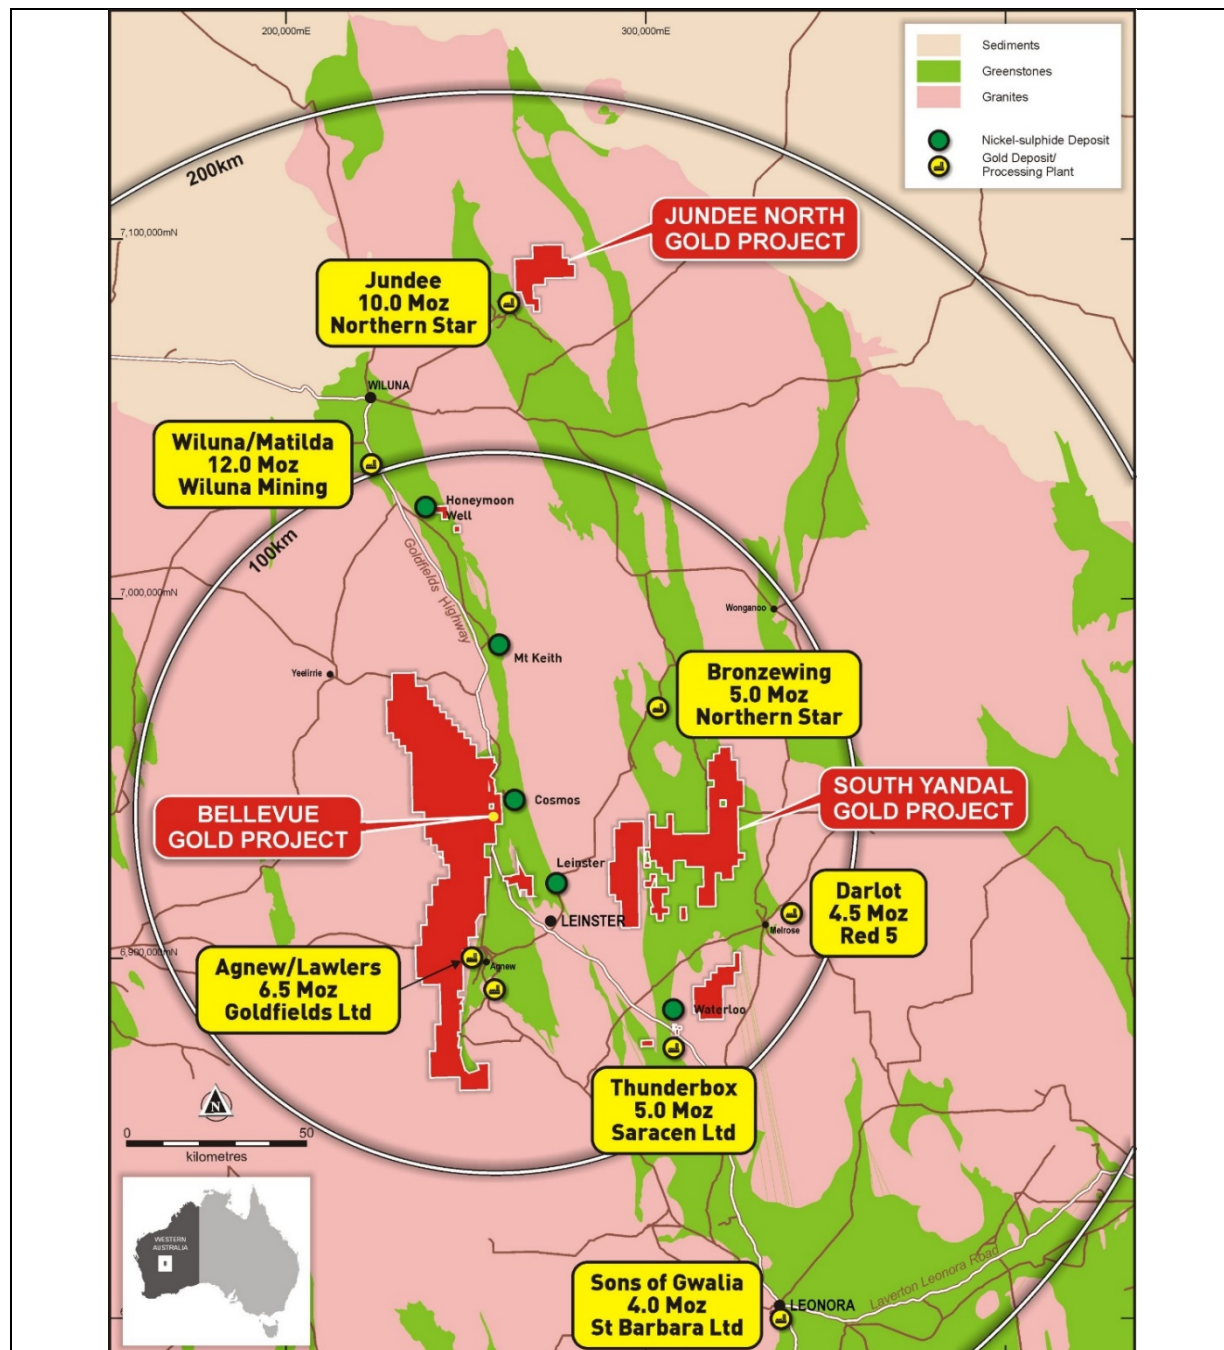 200,000mE
300,000mE
Sediments
Greenstones
Granites
Nickel-sulphide Deposit
Gold Deposit/
Processing Plant
200km
7,100,000mN
JUNDEE NORTH
GOLD PROJECT
Jundee
10.0 Moz
Northern Star
WILUNA
Wiluna/Matilda
12.0 Moz
Wiluna Mining
Honeymoon
Well
100km
Goldfields Highway
7,000,000mN
Wonganoo
Mt Keith
Yeelirrie
Bronzewing
5.0 Moz
Northern Star
BELLEVUE
GOLD PROJECT
Cosmos
SOUTH YANDAL
GOLD PROJECT
Leinster
LEINSTER
Darlot
4.5 Moz
Red 5
Melrose
6,900,000mN
Agnew/Lawlers
6.5 Moz
Goldfields Ltd
Agnew
Waterloo
Thunderbox
5.0 Moz
Saracen Ltd
N
0
50
kilometres
WESTERN
AUSTRALIA
Laverton Leonora Road
Sons of Gwalia
4.0 Moz
St Barbara Ltd
LEONORA